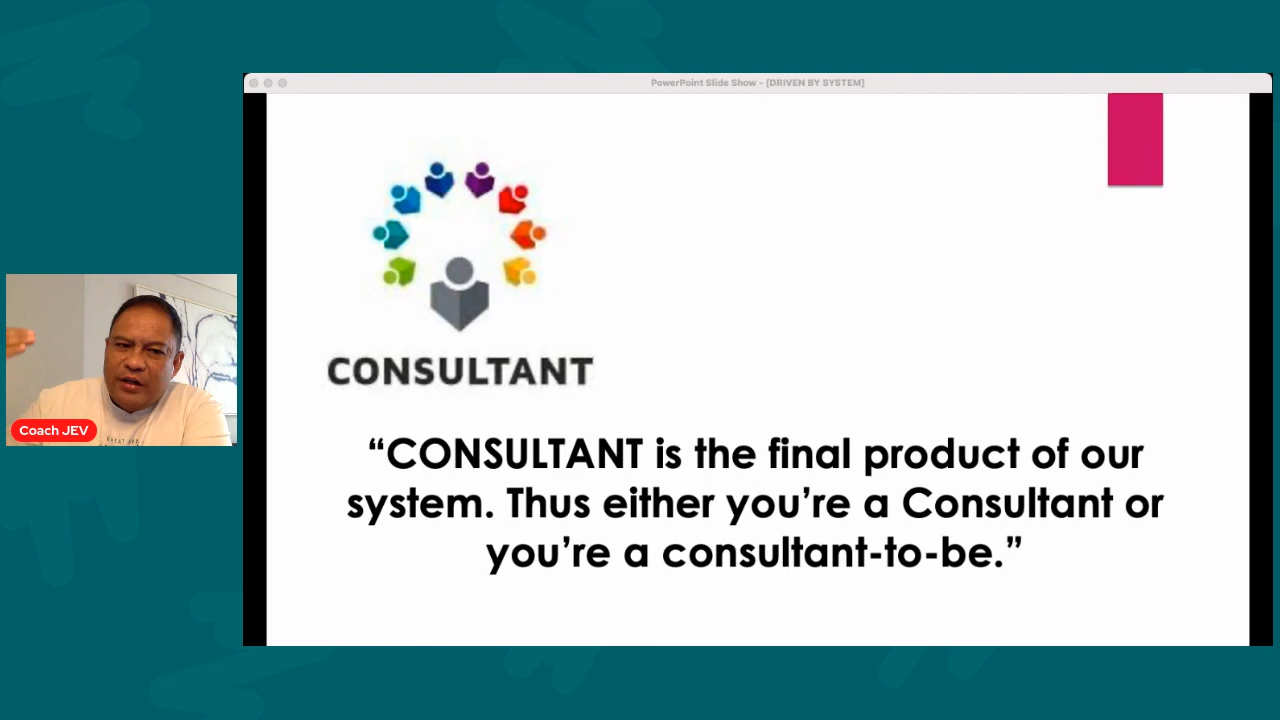 PowerPoint Slide Show - [DRIVEN BY SYSTEM]
CONSULTANT
“CONSULTANT is the final product of our
system. Thus either you’re a Consultant or
you’re a consultant-to-be.”
Coach JEV